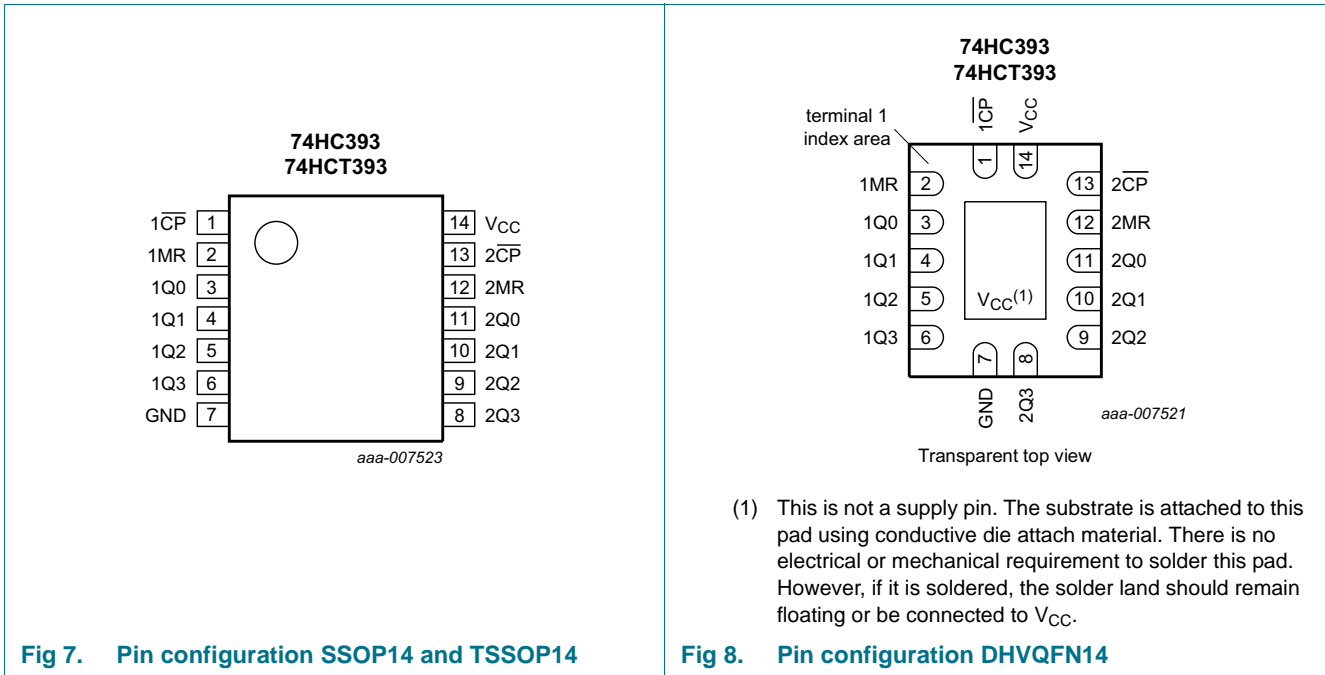 74HC393
74HCT393
1C̅P̅ 1
1MR 2
1Q0 3
1Q1 4
1Q2 5
1Q3 6
GND 7
14 VCC
13 2C̅P̅
12 2MR
11 2Q0
10 2Q1
9 2Q2
8 2Q3
aaa-007523
Fig 7. Pin configuration SSOP14 and TSSOP14
74HC393
74HCT393
terminal 1
index area
1̅C̅P̅ 1
VCC 14
1MR 2
1Q0 3
1Q1 4
1Q2 5
1Q3 6
13 2C̅P̅
12 2MR
11 2Q0
10 2Q1
9 2Q2
VCC(1)
7 GND
8 2Q3
aaa-007521
Transparent top view
(1) This is not a supply pin. The substrate is attached to this
pad using conductive die attach material. There is no
electrical or mechanical requirement to solder this pad.
However, if it is soldered, the solder land should remain
floating or be connected to VCC.
Fig 8. Pin configuration DHVQFN14